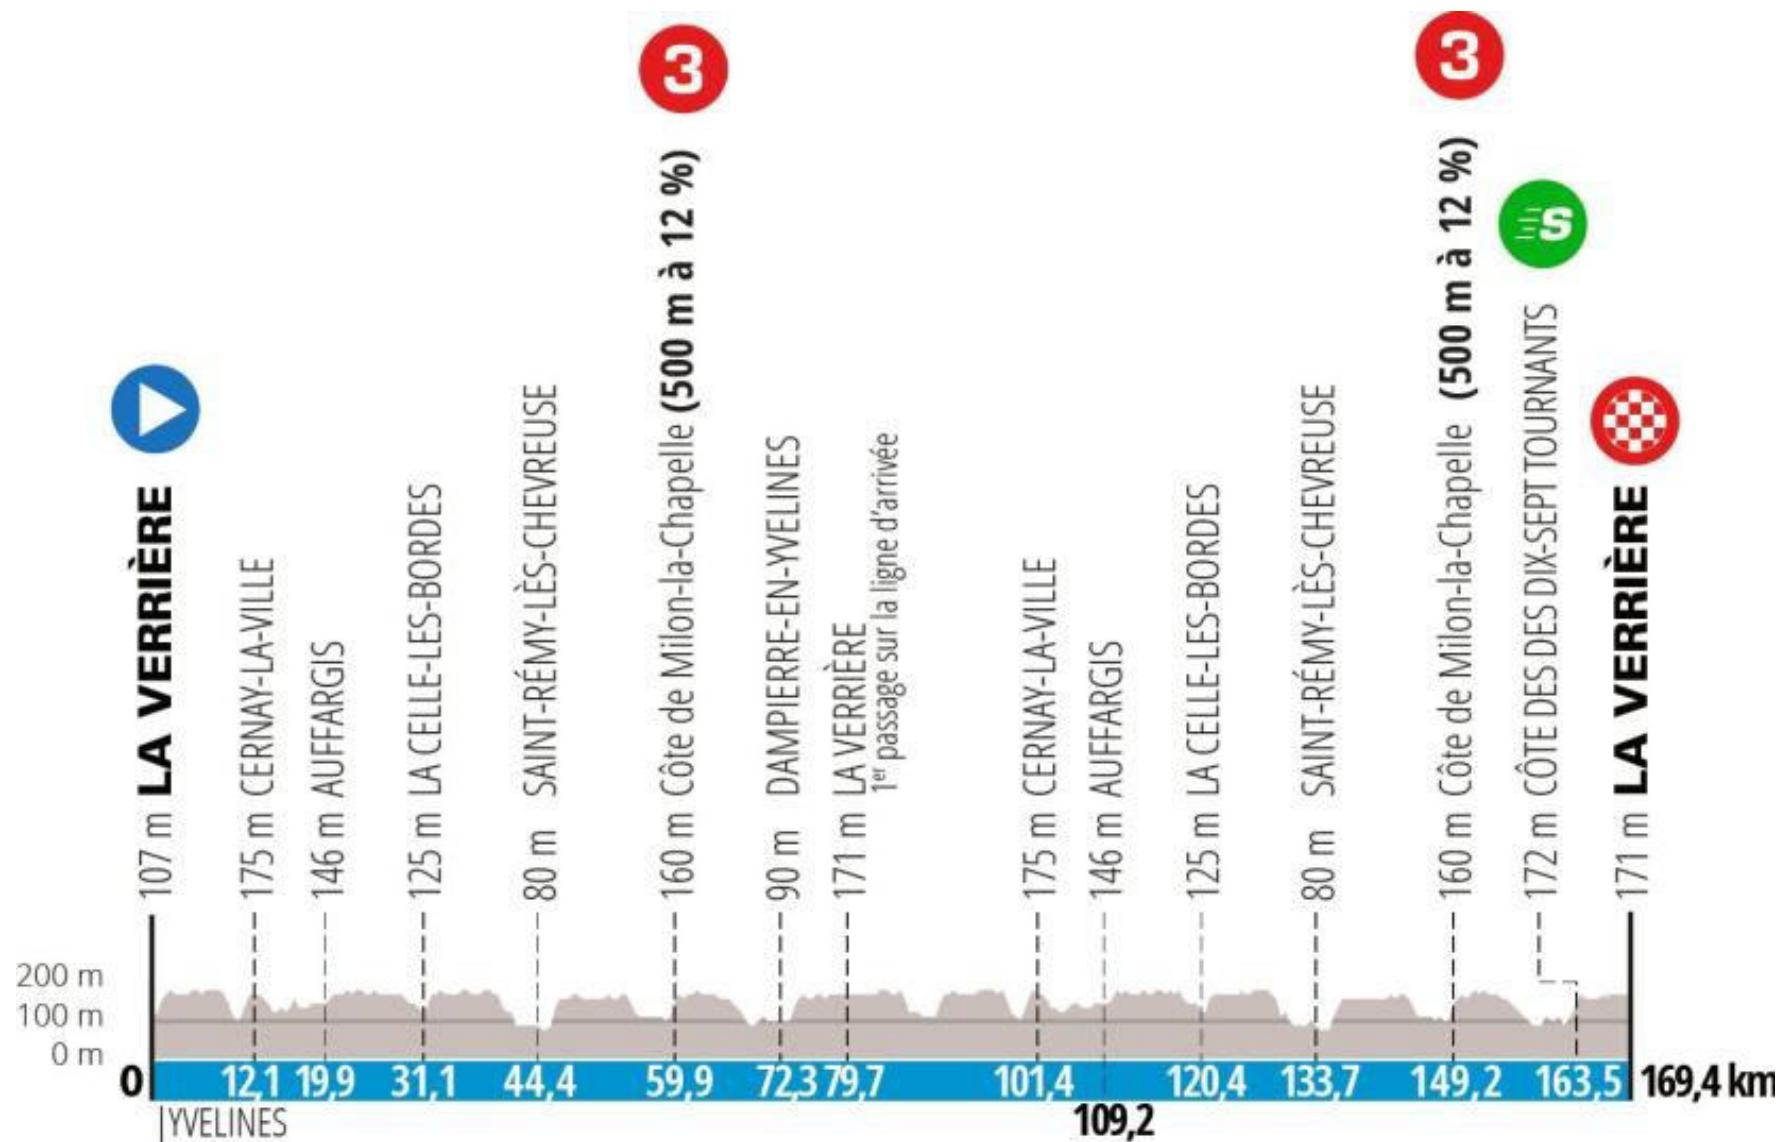 3
3
S
107 m LA VERRIÈRE
175 m CERNAY-LA-VILLE
146 m AUFFARGIS
125 m LA CELLE-LES-BORDES
80 m SAINT-RÉMY-LÈS-CHEVREUSE
160 m Côte de Milon-la-Chapelle (500 m à 12 %)
90 m DAMPIERRE-EN-YVELINES
171 m LA VERRIÈRE
1er passage sur la ligne d'arrivée
175 m CERNAY-LA-VILLE
146 m AUFFARGIS
125 m LA CELLE-LES-BORDES
80 m SAINT-RÉMY-LÈS-CHEVREUSE
160 m Côte de Milon-la-Chapelle (500 m à 12 %)
172 m CÔTE DES DES DIX-SEPT TOURNANTS
171 m LA VERRIÈRE
200 m
100 m
0 m
0 12,1 19,9 31,1 44,4 59,9 72,3 79,7 101,4 120,4 133,7 149,2 163,5 169,4 km
YVELINES 109,2